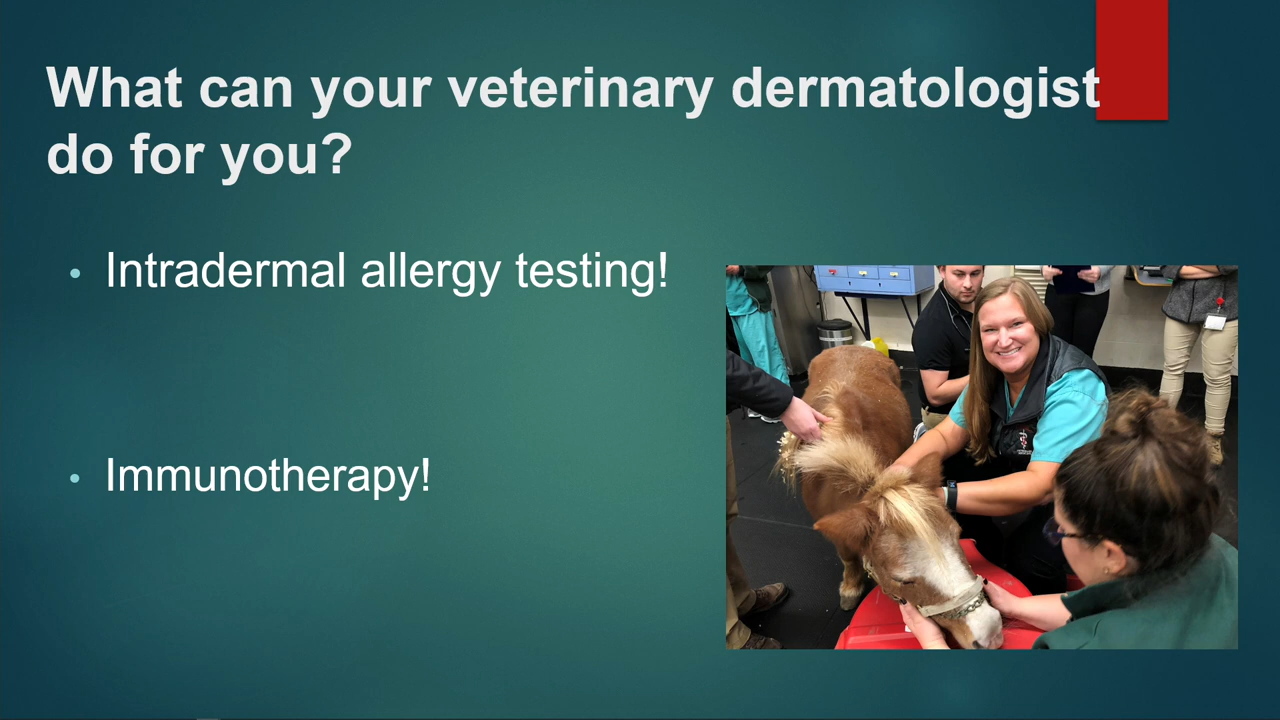 What can your veterinary dermatologist
do for you?
• Intradermal allergy testing!
• Immunotherapy!